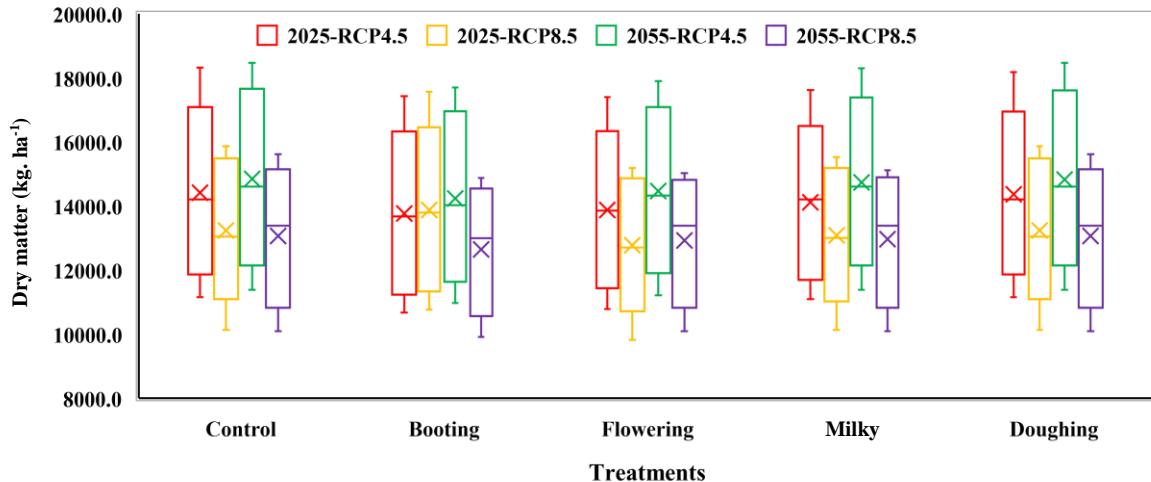 20000.0
2025-RCP4.5 2025-RCP8.5 2055-RCP4.5 2055-RCP8.5
18000.0
16000.0
14000.0
12000.0
10000.0
8000.0
Dry matter (kg. ha⁻¹)
Control Booting Flowering Milky Doughing
Treatments